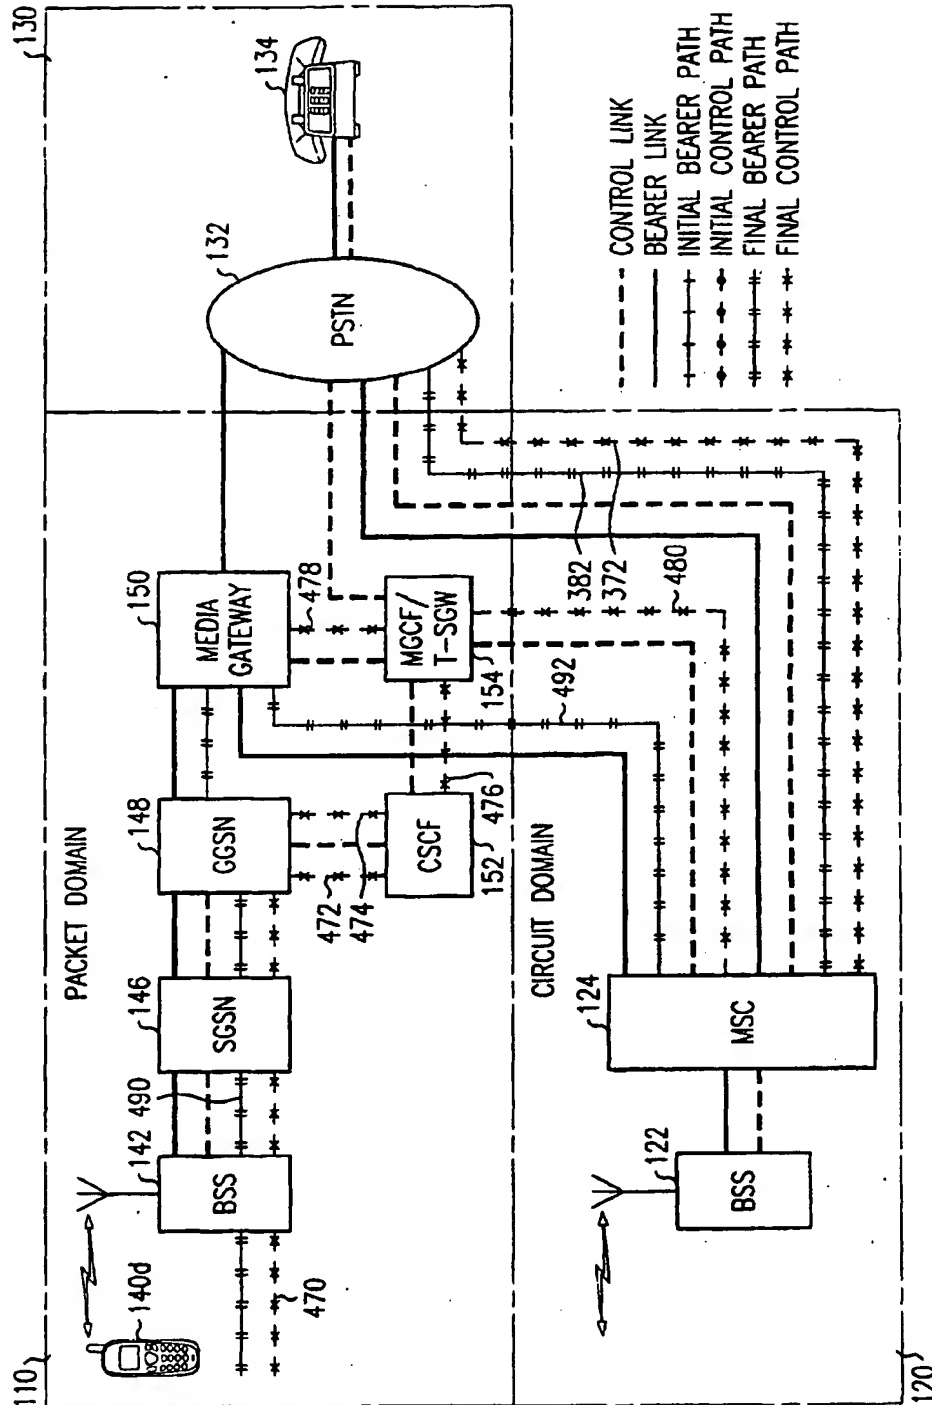 130
134
132
PSTN
CONTROL LINK
BEARER LINK
INITIAL BEARER PATH
INITIAL CONTROL PATH
FINAL BEARER PATH
FINAL CONTROL PATH
110
PACKET DOMAIN
140d
142
BSS
490
470
146
SGSN
148
GGSN
150
MEDIA
GATEWAY
478
472
474
CSCF
152
476
MGCF/
T-SGW
154
492
480
372
382
CIRCUIT DOMAIN
124
MSC
122
BSS
120